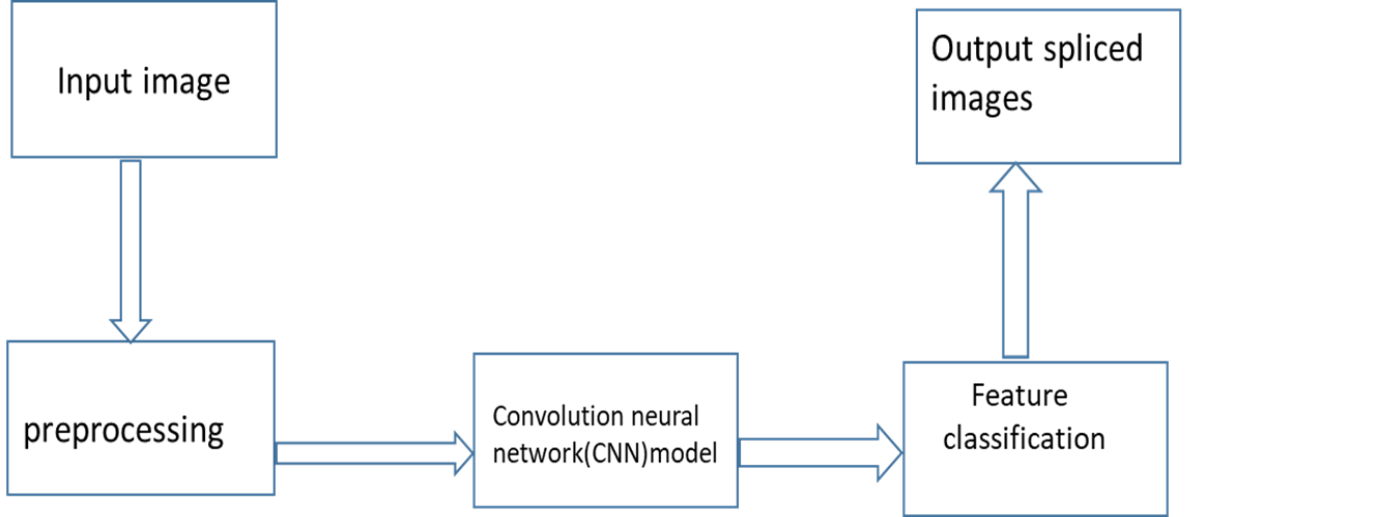 Input image
preprocessing
Convolution neural
network(CNN)model
Feature
classification
Output spliced
images